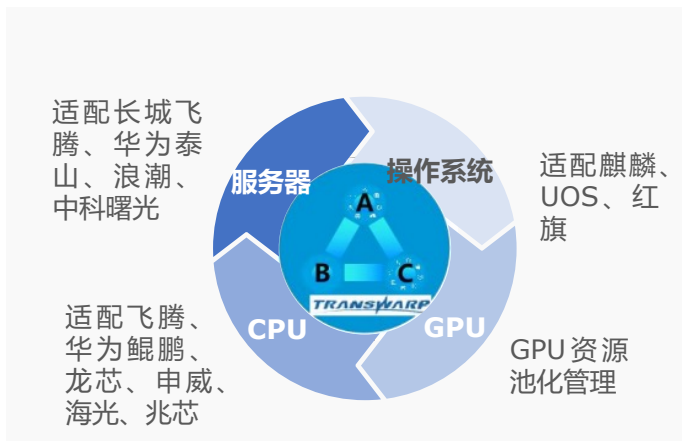 适配长城飞
腾、华为泰
山、浪潮、
中科曙光
服务器
操作系统
适配麒麟、
UOS、红
旗
A
B
C
TRANSWARP
适配飞腾、
华为鲲鹏、
龙芯、申威、
海光、兆芯
CPU
GPU
GPU资源
池化管理